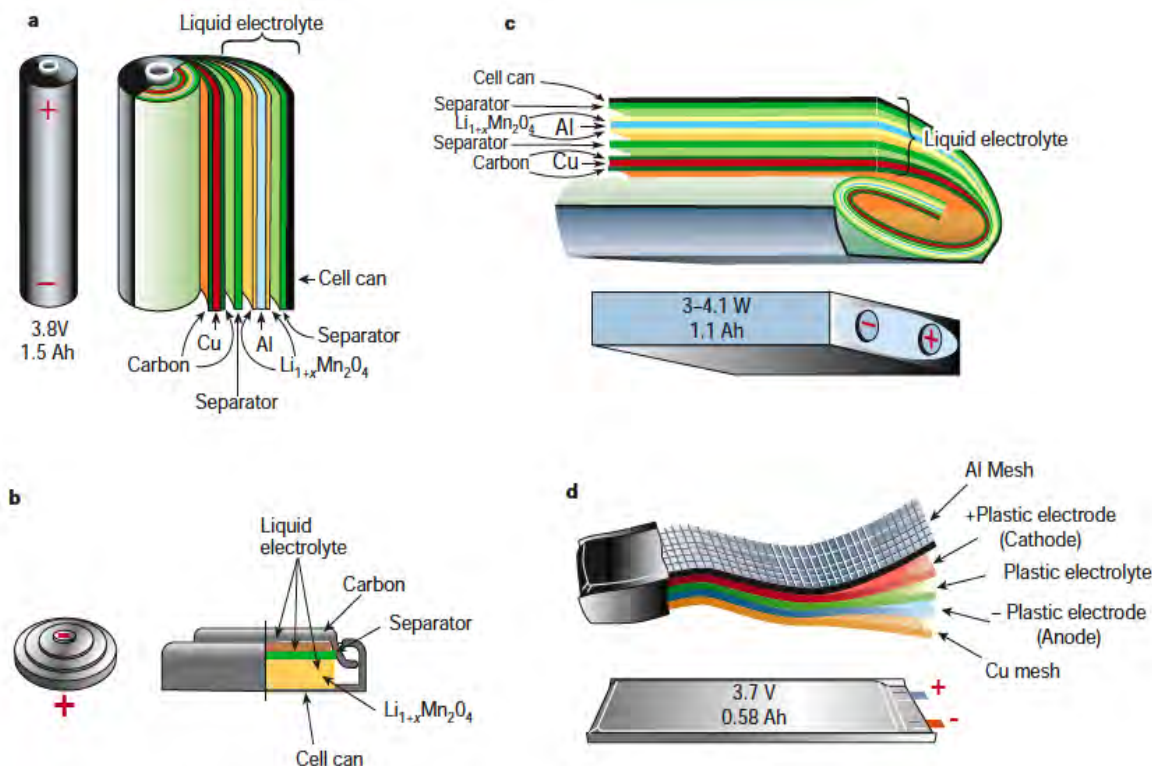 a
Liquid electrolyte
+
−
3.8V
1.5 Ah
Cell can
Separator
Cu
Al
Carbon
Li1+xMn2O4
Separator
c
Cell can
Separator
Li1+xMn2O4
Al
Separator
Carbon
Cu
Liquid electrolyte
3–4.1 W
1.1 Ah
−
+
b
Liquid
electrolyte
Carbon
Separator
Li1+xMn2O4
Cell can
−
+
d
Al Mesh
+Plastic electrode
(Cathode)
Plastic electrolyte
– Plastic electrode
(Anode)
Cu mesh
3.7 V
0.58 Ah
+
-